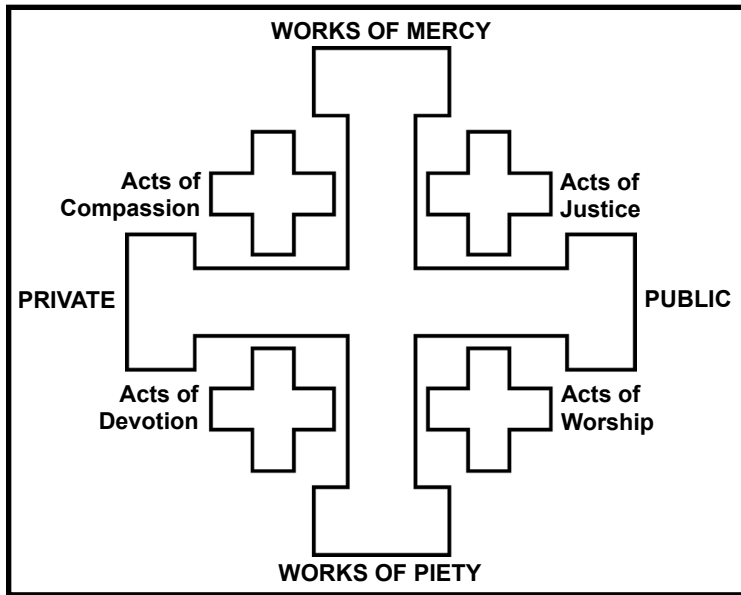 WORKS OF MERCY
Acts of
Compassion
Acts of
Justice
PRIVATE
PUBLIC
Acts of
Devotion
Acts of
Worship
WORKS OF PIETY